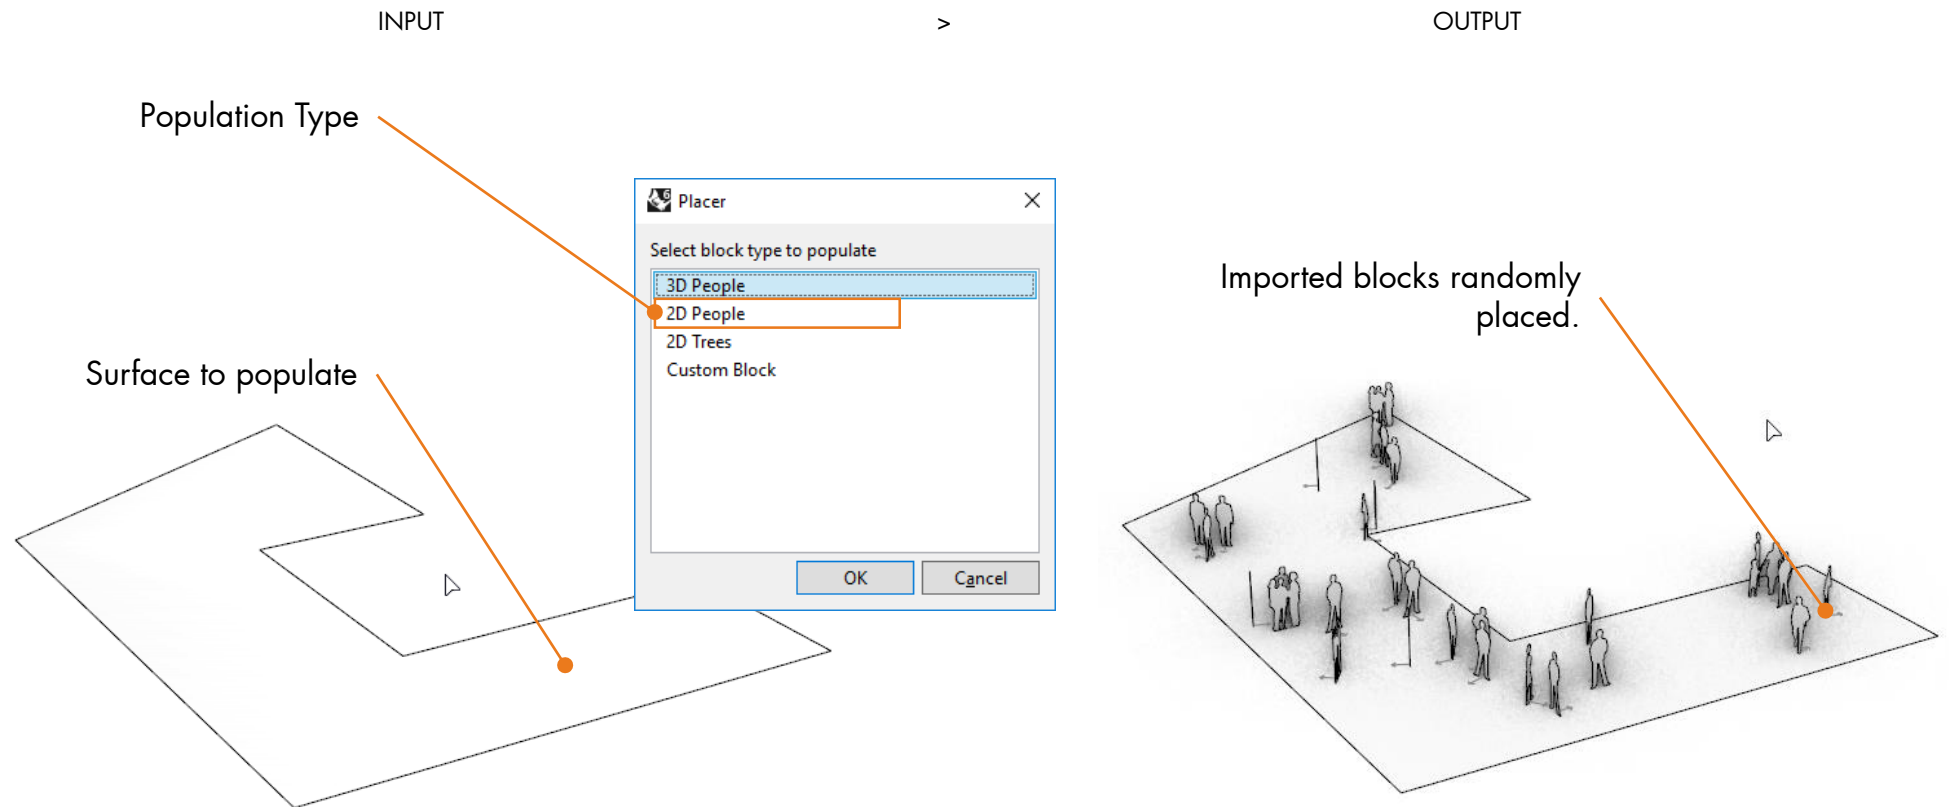 INPUT
>
OUTPUT
Population Type
Placer
Select block type to populate
3D People
2D People
2D Trees
Custom Block
OK
Cancel
Surface to populate
Imported blocks randomly
placed.